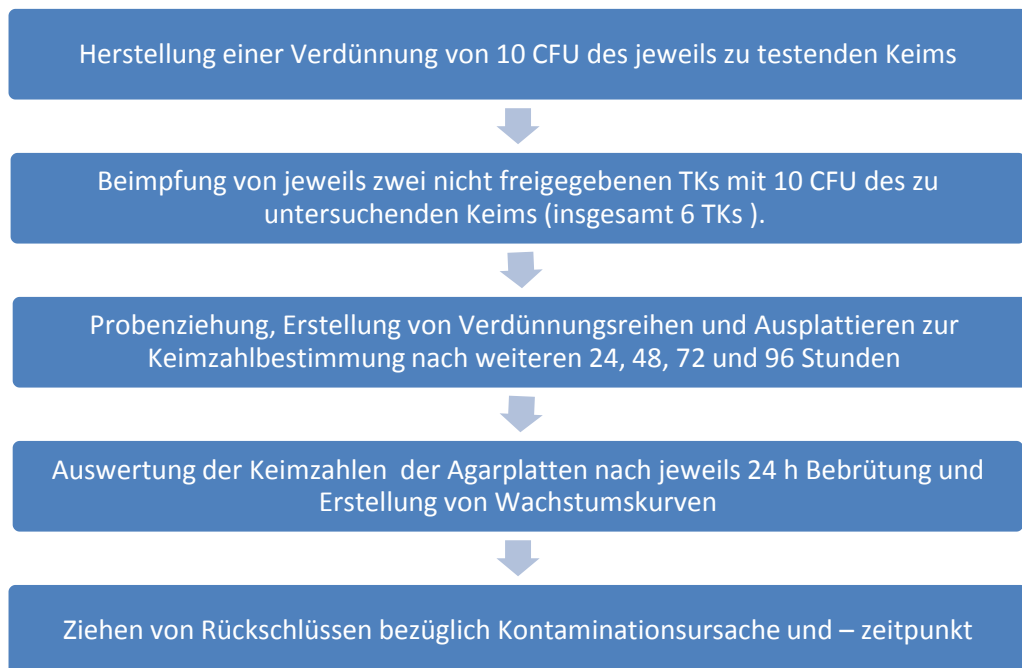 Herstellung einer Verdünnung von 10 CFU des jeweils zu testenden Keims
Beimpfung von jeweils zwei nicht freigegebenen TKs mit 10 CFU des zu
untersuchenden Keims (insgesamt 6 TKs ).
Probenziehung, Erstellung von Verdünnungsreihen und Ausplattieren zur
Keimzahlbestimmung nach weiteren 24, 48, 72 und 96 Stunden
Auswertung der Keimzahlen  der Agarplatten nach jeweils 24 h Bebrütung und
Erstellung von Wachstumskurven
Ziehen von Rückschlüssen bezüglich Kontaminationsursache und – zeitpunkt